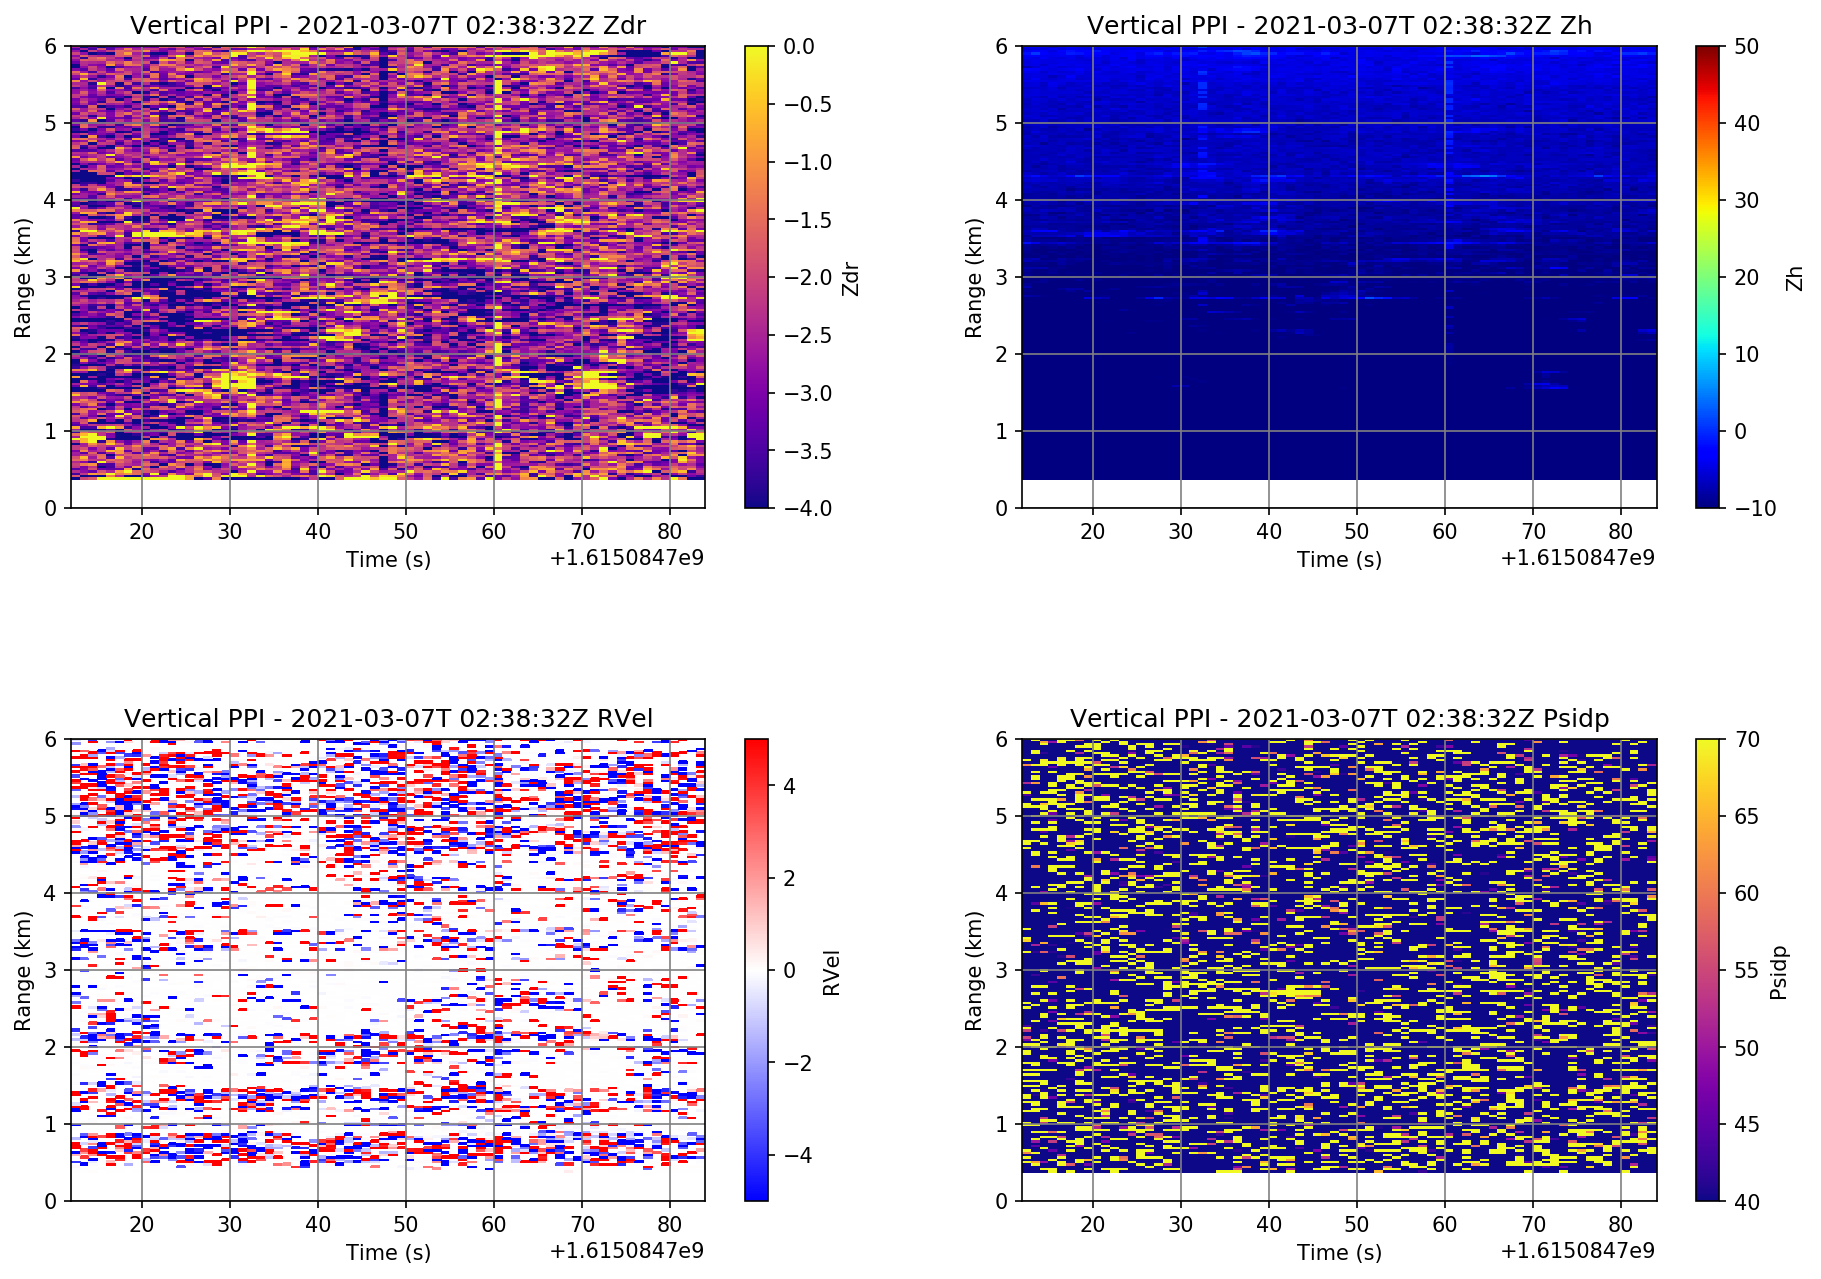 Vertical PPI - 2021-03-07T 02:38:32Z Zdr
6
5
4
3
2
1
0
Range (km)
20 30 40 50 60 70 80
Time (s)
+1.6150847e9
0.0
−0.5
−1.0
−1.5
−2.0
−2.5
−3.0
−3.5
−4.0
Zdr
Vertical PPI - 2021-03-07T 02:38:32Z Zh
6
5
4
3
2
1
0
Range (km)
20 30 40 50 60 70 80
Time (s)
+1.6150847e9
50
40
30
20
10
0
−10
Zh
Vertical PPI - 2021-03-07T 02:38:32Z RVel
6
5
4
3
2
1
0
Range (km)
20 30 40 50 60 70 80
Time (s)
+1.6150847e9
4
2
0
−2
−4
RVel
Vertical PPI - 2021-03-07T 02:38:32Z Psidp
6
5
4
3
2
1
0
Range (km)
20 30 40 50 60 70 80
Time (s)
+1.6150847e9
70
65
60
55
50
45
40
Psidp